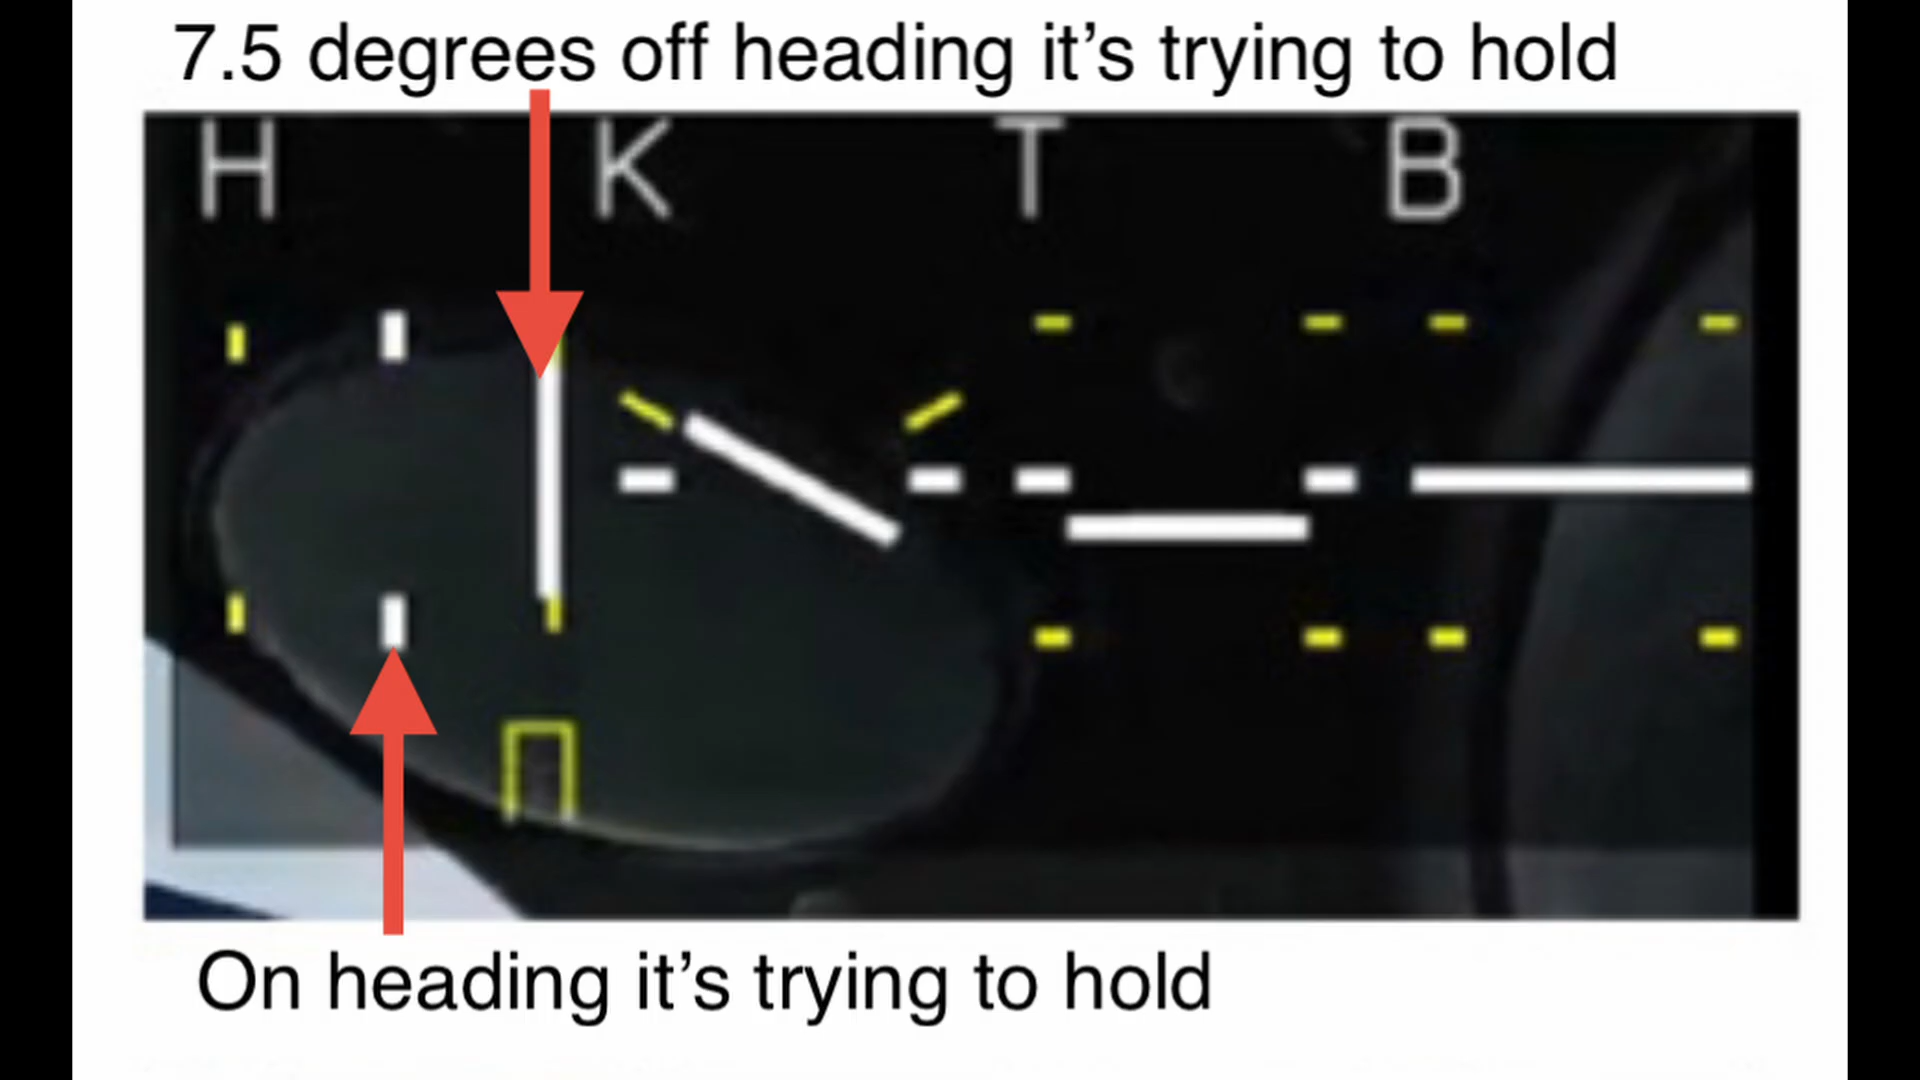 7.5 degrees off heading it’s trying to hold
H K T B
On heading it’s trying to hold